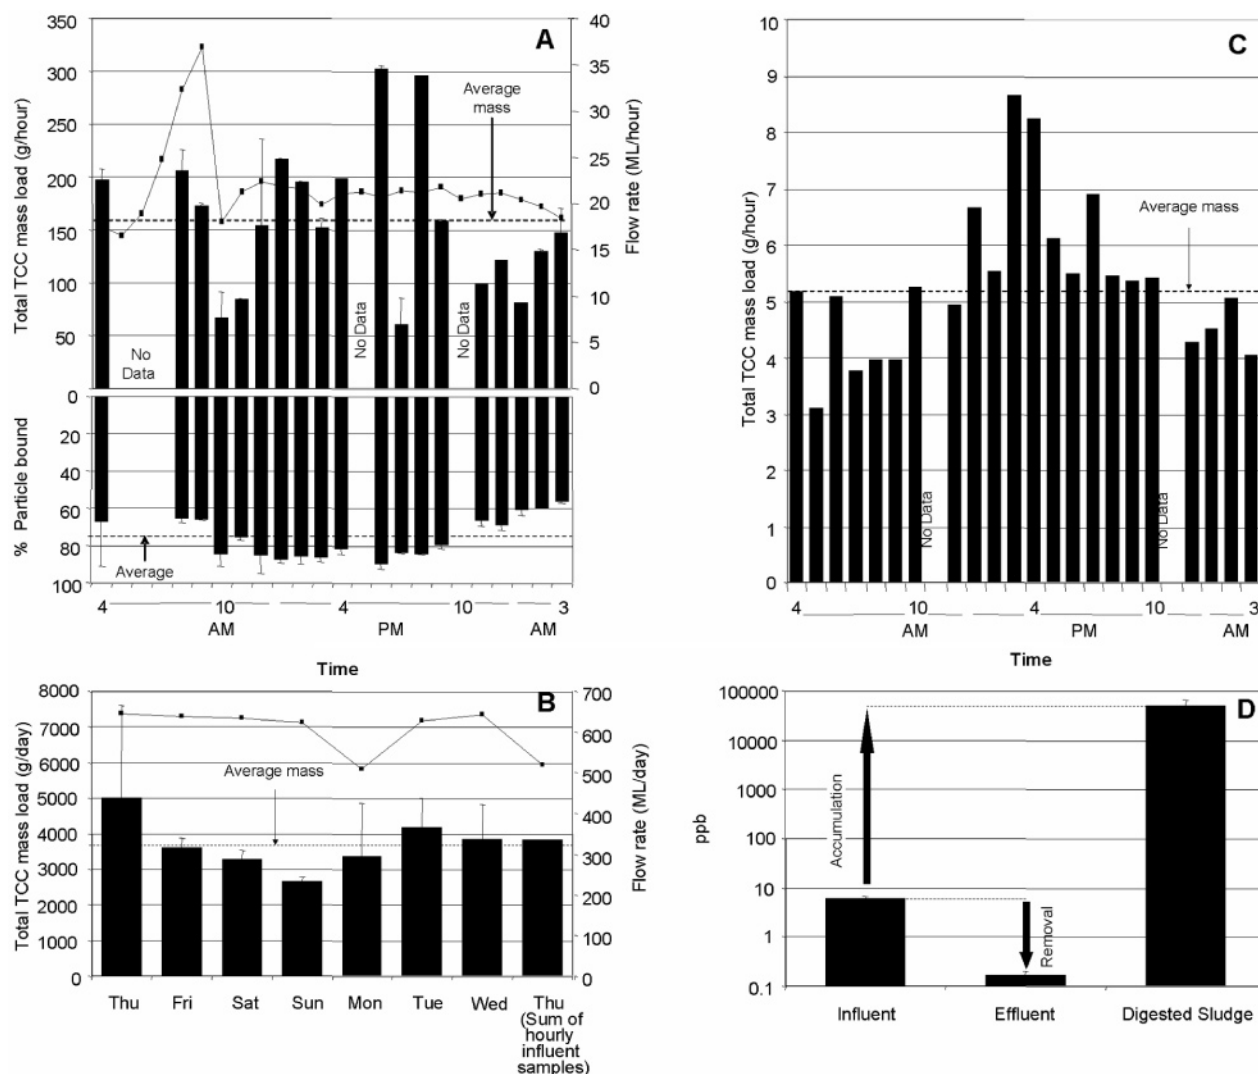 A
Total TCC mass load (g/hour)
400
350
300
250
200
150
100
50
0
40
35
30
25
20
15
10
5
0
Flow rate (ML/hour)
Average
mass
No
Data
No Data
No Data
% Particle bound
0
20
40
60
80
100
Average
4
10
4
10
3
AM
PM
AM
Time
C
Total TCC mass load (g/hour)
10
9
8
7
6
5
4
3
2
1
0
Average mass
No Data
No Data
4
10
4
10
3
AM
PM
AM
Time
B
Total TCC mass load (g/day)
8000
7000
6000
5000
4000
3000
2000
1000
0
700
600
500
400
300
200
100
0
Flow rate (ML/day)
Average mass
Thu
Fri
Sat
Sun
Mon
Tue
Wed
Thu
(Sum of
hourly
influent
samples)
D
ppb
100000
10000
1000
100
10
1
0.1
Accumulation
Removal
Influent
Effluent
Digested Sludge